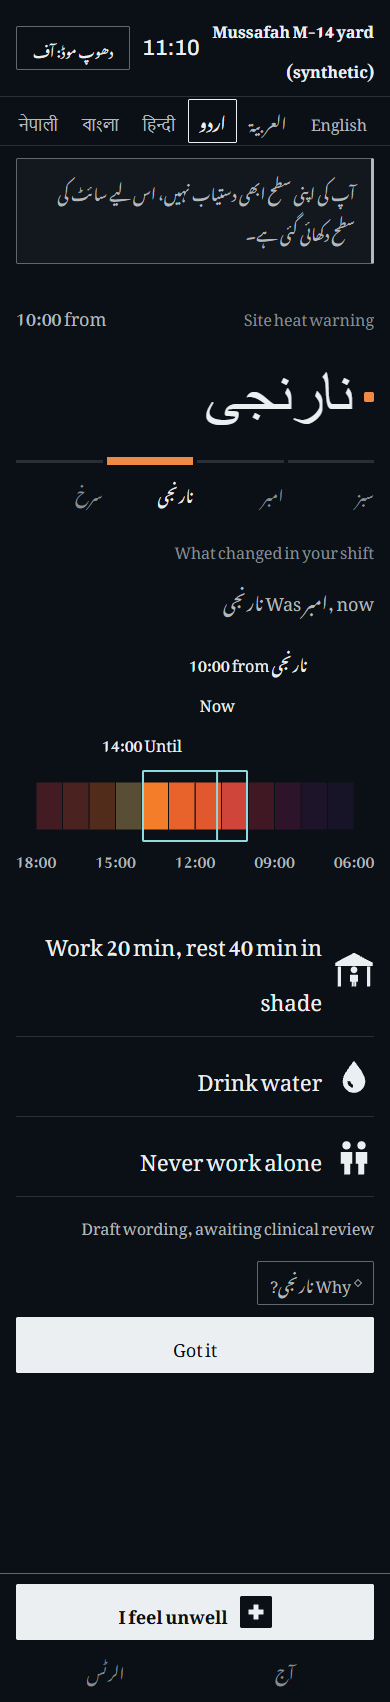 Mussafah M-14 yard
(synthetic)
11:10
دھوپ موڈ: آف
English
العربية
اردو
हिन्दी
বাংলা
नेपाली
آپ کی اپنی سطح ابھی دستیاب نہیں، اس لیے سائٹ کی
سطح دکھائی گئی ہے۔
Site heat warning
10:00 from
نارنجی
سبز
امبر
نارنجی
سرخ
What changed in your shift
Was امبر, now نارنجی
نارنجی from 10:00
Now
Until 14:00
06:00
09:00
12:00
15:00
18:00
Work 20 min, rest 40 min in
shade
Drink water
Never work alone
Draft wording, awaiting clinical review
Why نارنجی?
Got it
I feel unwell
آج
الرٹس